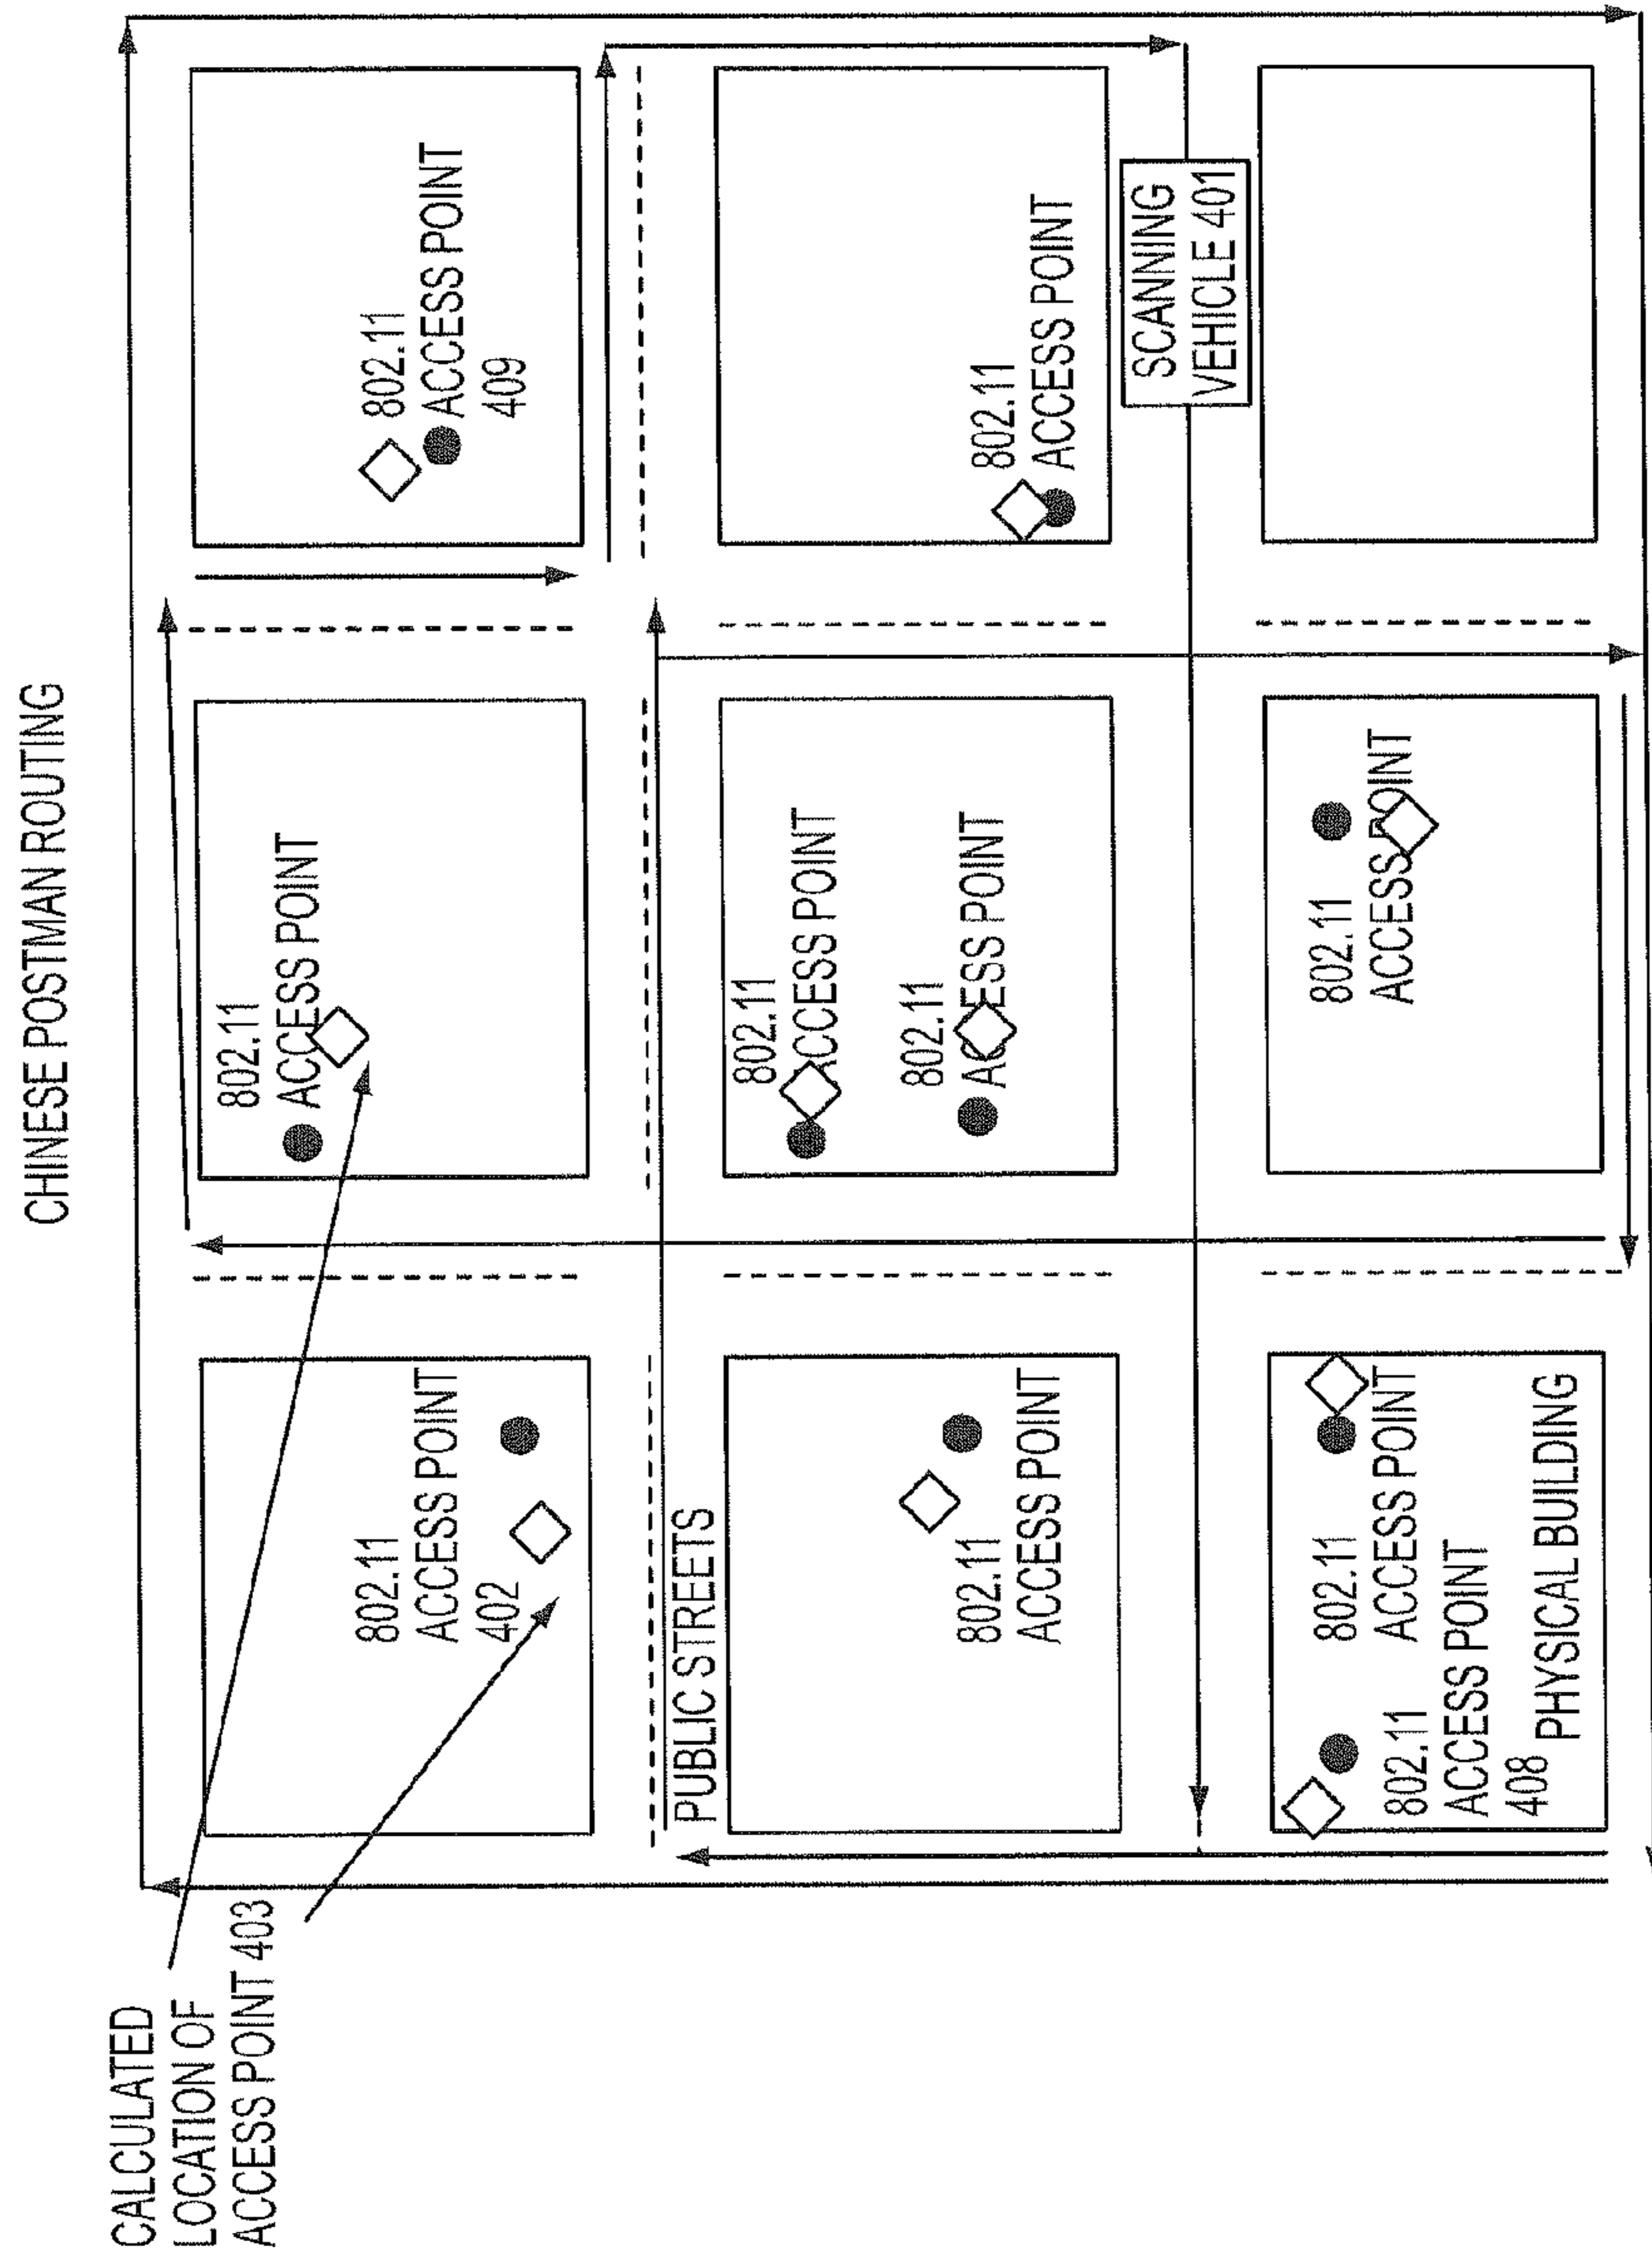 CHINESE POSTMAN ROUTING
CALCULATED
LOCATION OF
ACCESS POINT 403
802.11
ACCESS POINT
402
802.11
ACCESS POINT
802.11
ACCESS POINT
409
PUBLIC STREETS
802.11
ACCESS POINT
802.11
ACCESS POINT
802.11
ACCESS POINT
802.11
ACCESS POINT
SCANNING
VEHICLE 401
802.11
ACCESS POINT
408
802.11
ACCESS POINT
PHYSICAL BUILDING
802.11
ACCESS POINT